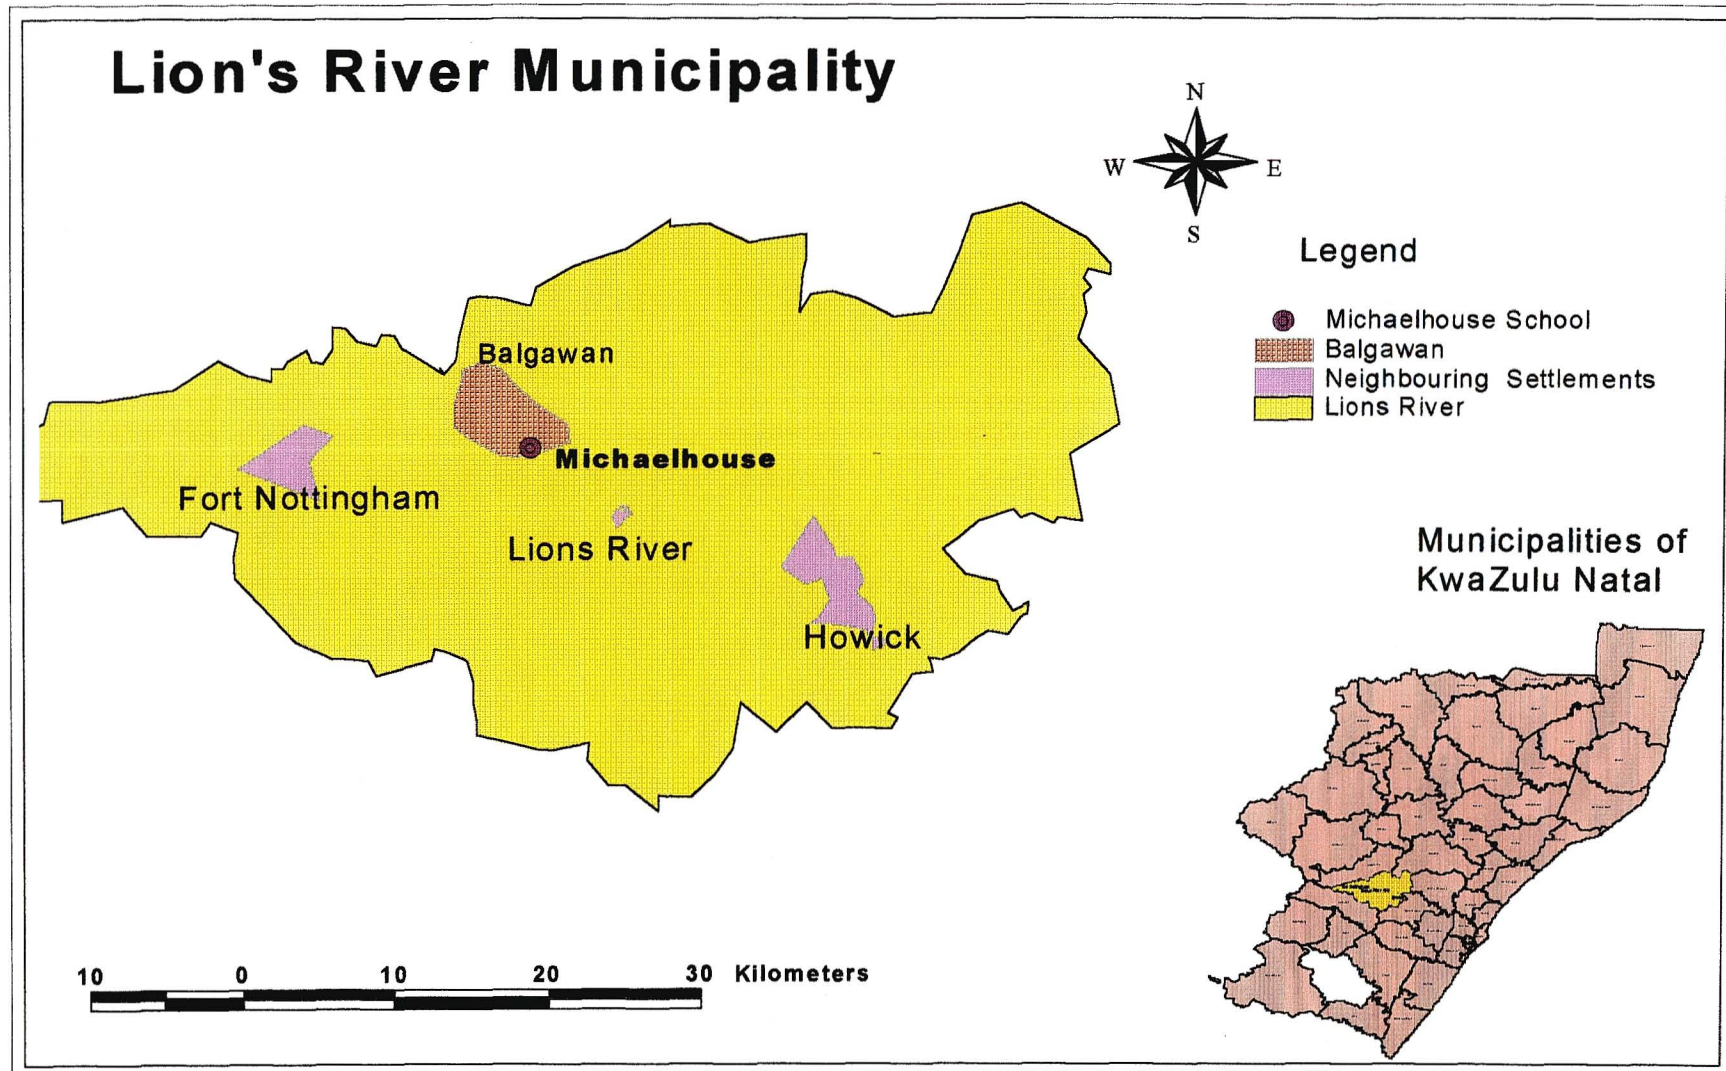 Lion's River Municipality
N
W
E
S
Legend
Michaelhouse School
Balgawan
Neighbouring Settlements
Lions River
Balgawan
Michaelhouse
Fort Nottingham
Lions River
Howick
Municipalities of
KwaZulu Natal
10 0 10 20 30 Kilometers